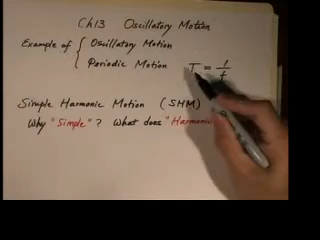 Ch13 Oscillatory Motion
Example of { Oscillatory Motion
Periodic Motion T = 1/f
Simple Harmonic Motion (SHM)
Why "Simple"? What does "Harmonic